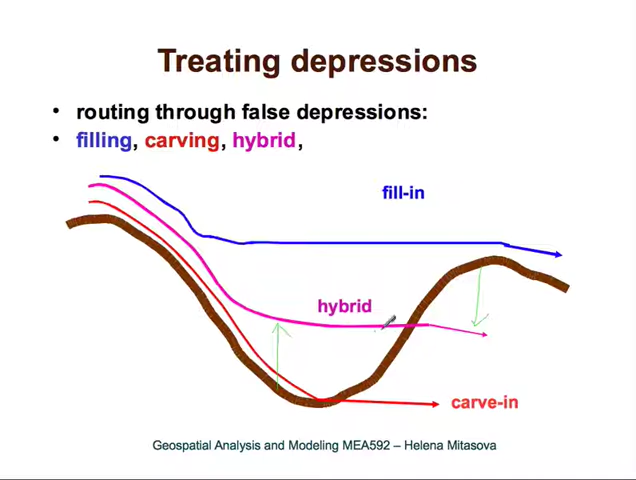 Treating depressions
• routing through false depressions:
• filling, carving, hybrid,
fill-in
hybrid
carve-in
Geospatial Analysis and Modeling MEA592 – Helena Mitasova